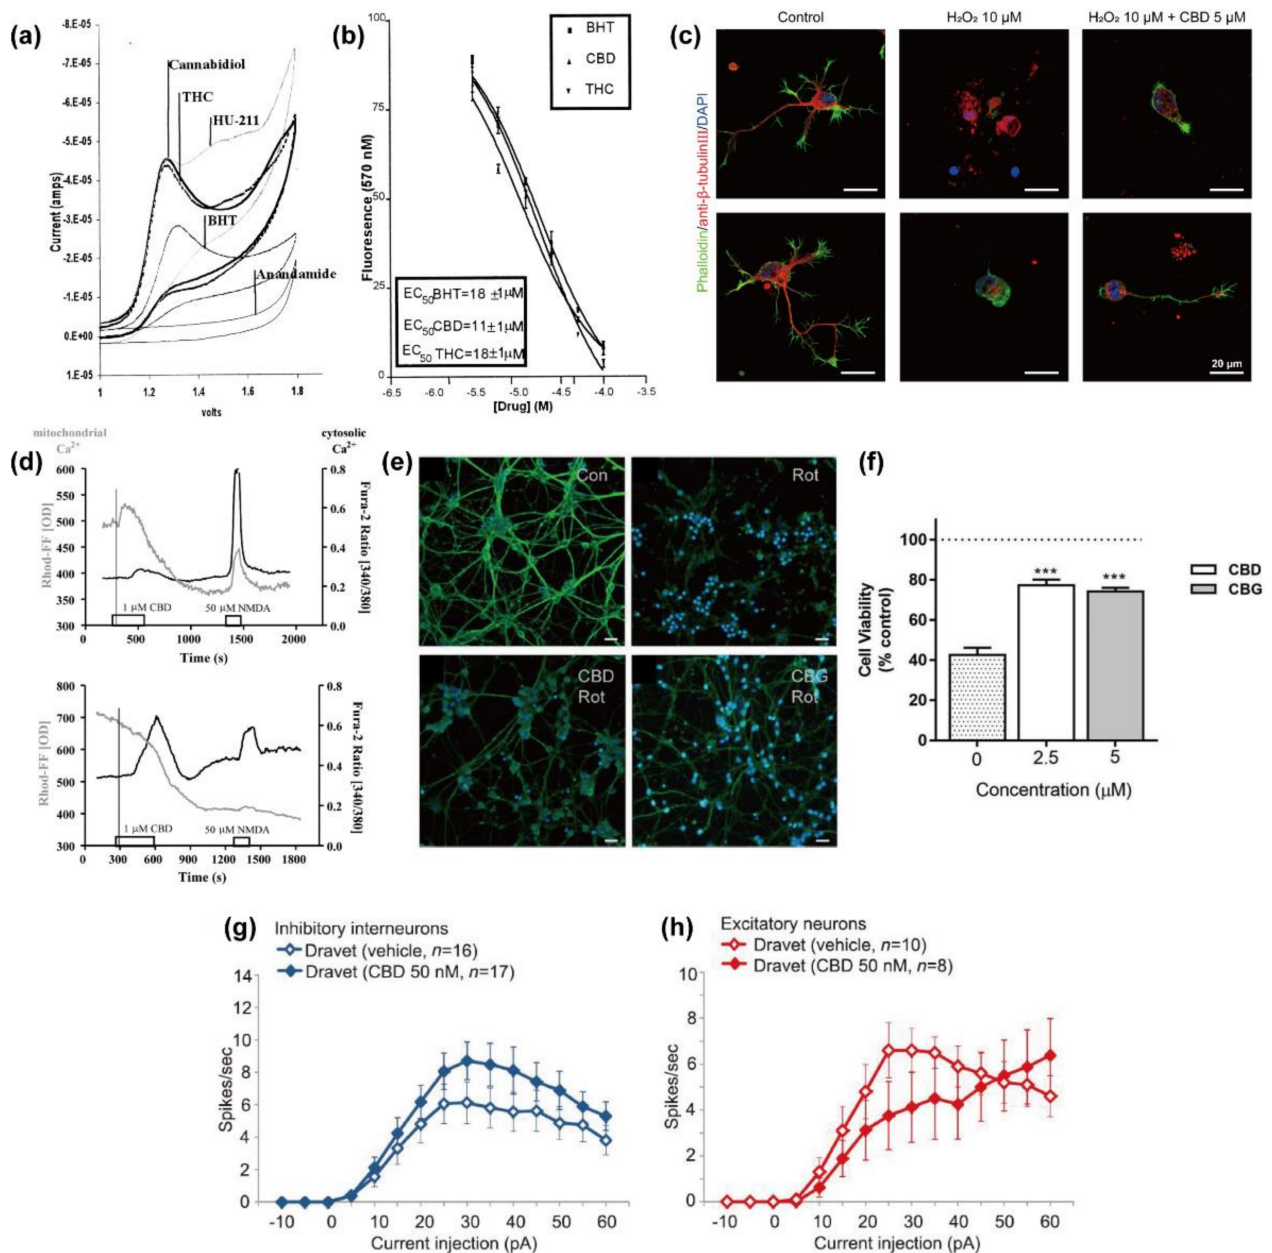 (a)
-8.E-05
-7.E-05
-6.E-05
-5.E-05
-4.E-05
-3.E-05
-2.E-05
-1.E-05
0.E+00
1.E-05
Current (amps)
Cannabidiol
THC
HU-211
BHT
Anandamide
1.0 1.2 1.4 1.6 1.8
volts
(b)
100
75
50
25
0
Fluoresence (570 nM)
BHT
CBD
THC
EC50BHT=18 ±1μM
EC50CBD=11±1μM
EC50 THC=18±1μM
-6.5 -6.0 -5.5 -5.0 -4.5 -4.0 -3.5
[Drug] (M)
(c)
Control
H₂O₂ 10 μM
H₂O₂ 10 μM + CBD 5 μM
Phalloidin/anti-β-tubulinIII/DAPI
20 μm
(d)
mitochondrial
Ca2+
cytosolic
Ca2+
600
550
500
450
400
350
300
Rhod-FF [OD]
0.8
0.6
0.4
0.2
0.0
Fura-2 Ratio [340/380]
1 μM CBD
50 μM NMDA
0 500 1000 1500 2000
Time (s)
800
700
600
500
400
300
Rhod-FF [OD]
0.8
0.6
0.4
0.2
0.0
Fura-2 Ratio [340/380]
1 μM CBD
50 μM NMDA
0 300 600 900 1200 1500 1800
Time (s)
(e)
Con
Rot
CBD
Rot
CBG
Rot
(f)
100
80
60
40
20
0
Cell Viability
(% control)
***
***
CBD
CBG
0 2.5 5
Concentration (μM)
(g)
Inhibitory interneurons
Dravet (vehicle, n=16)
Dravet (CBD 50 nM, n=17)
14
12
10
8
6
4
2
0
Spikes/sec
-10 0 10 20 30 40 50 60
Current injection (pA)
(h)
Excitatory neurons
Dravet (vehicle, n=10)
Dravet (CBD 50 nM, n=8)
10
8
6
4
2
0
Spikes/sec
-10 0 10 20 30 40 50 60
Current injection (pA)